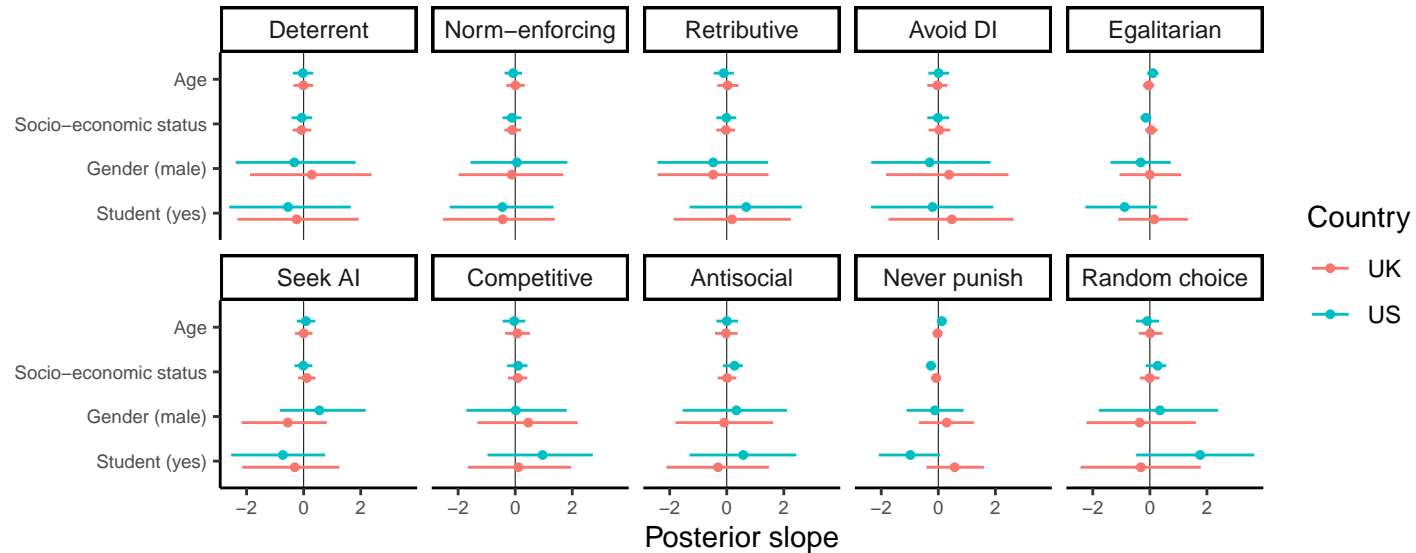 Deterrent Norm−enforcing Retributive Avoid DI Egalitarian
Age
Socio−economic status
Gender (male)
Student (yes)
Seek AI Competitive Antisocial Never punish Random choice
Age
Socio−economic status
Gender (male)
Student (yes)
−2 0 2 −2 0 2 −2 0 2 −2 0 2 −2 0 2
Posterior slope
Country
UK
US